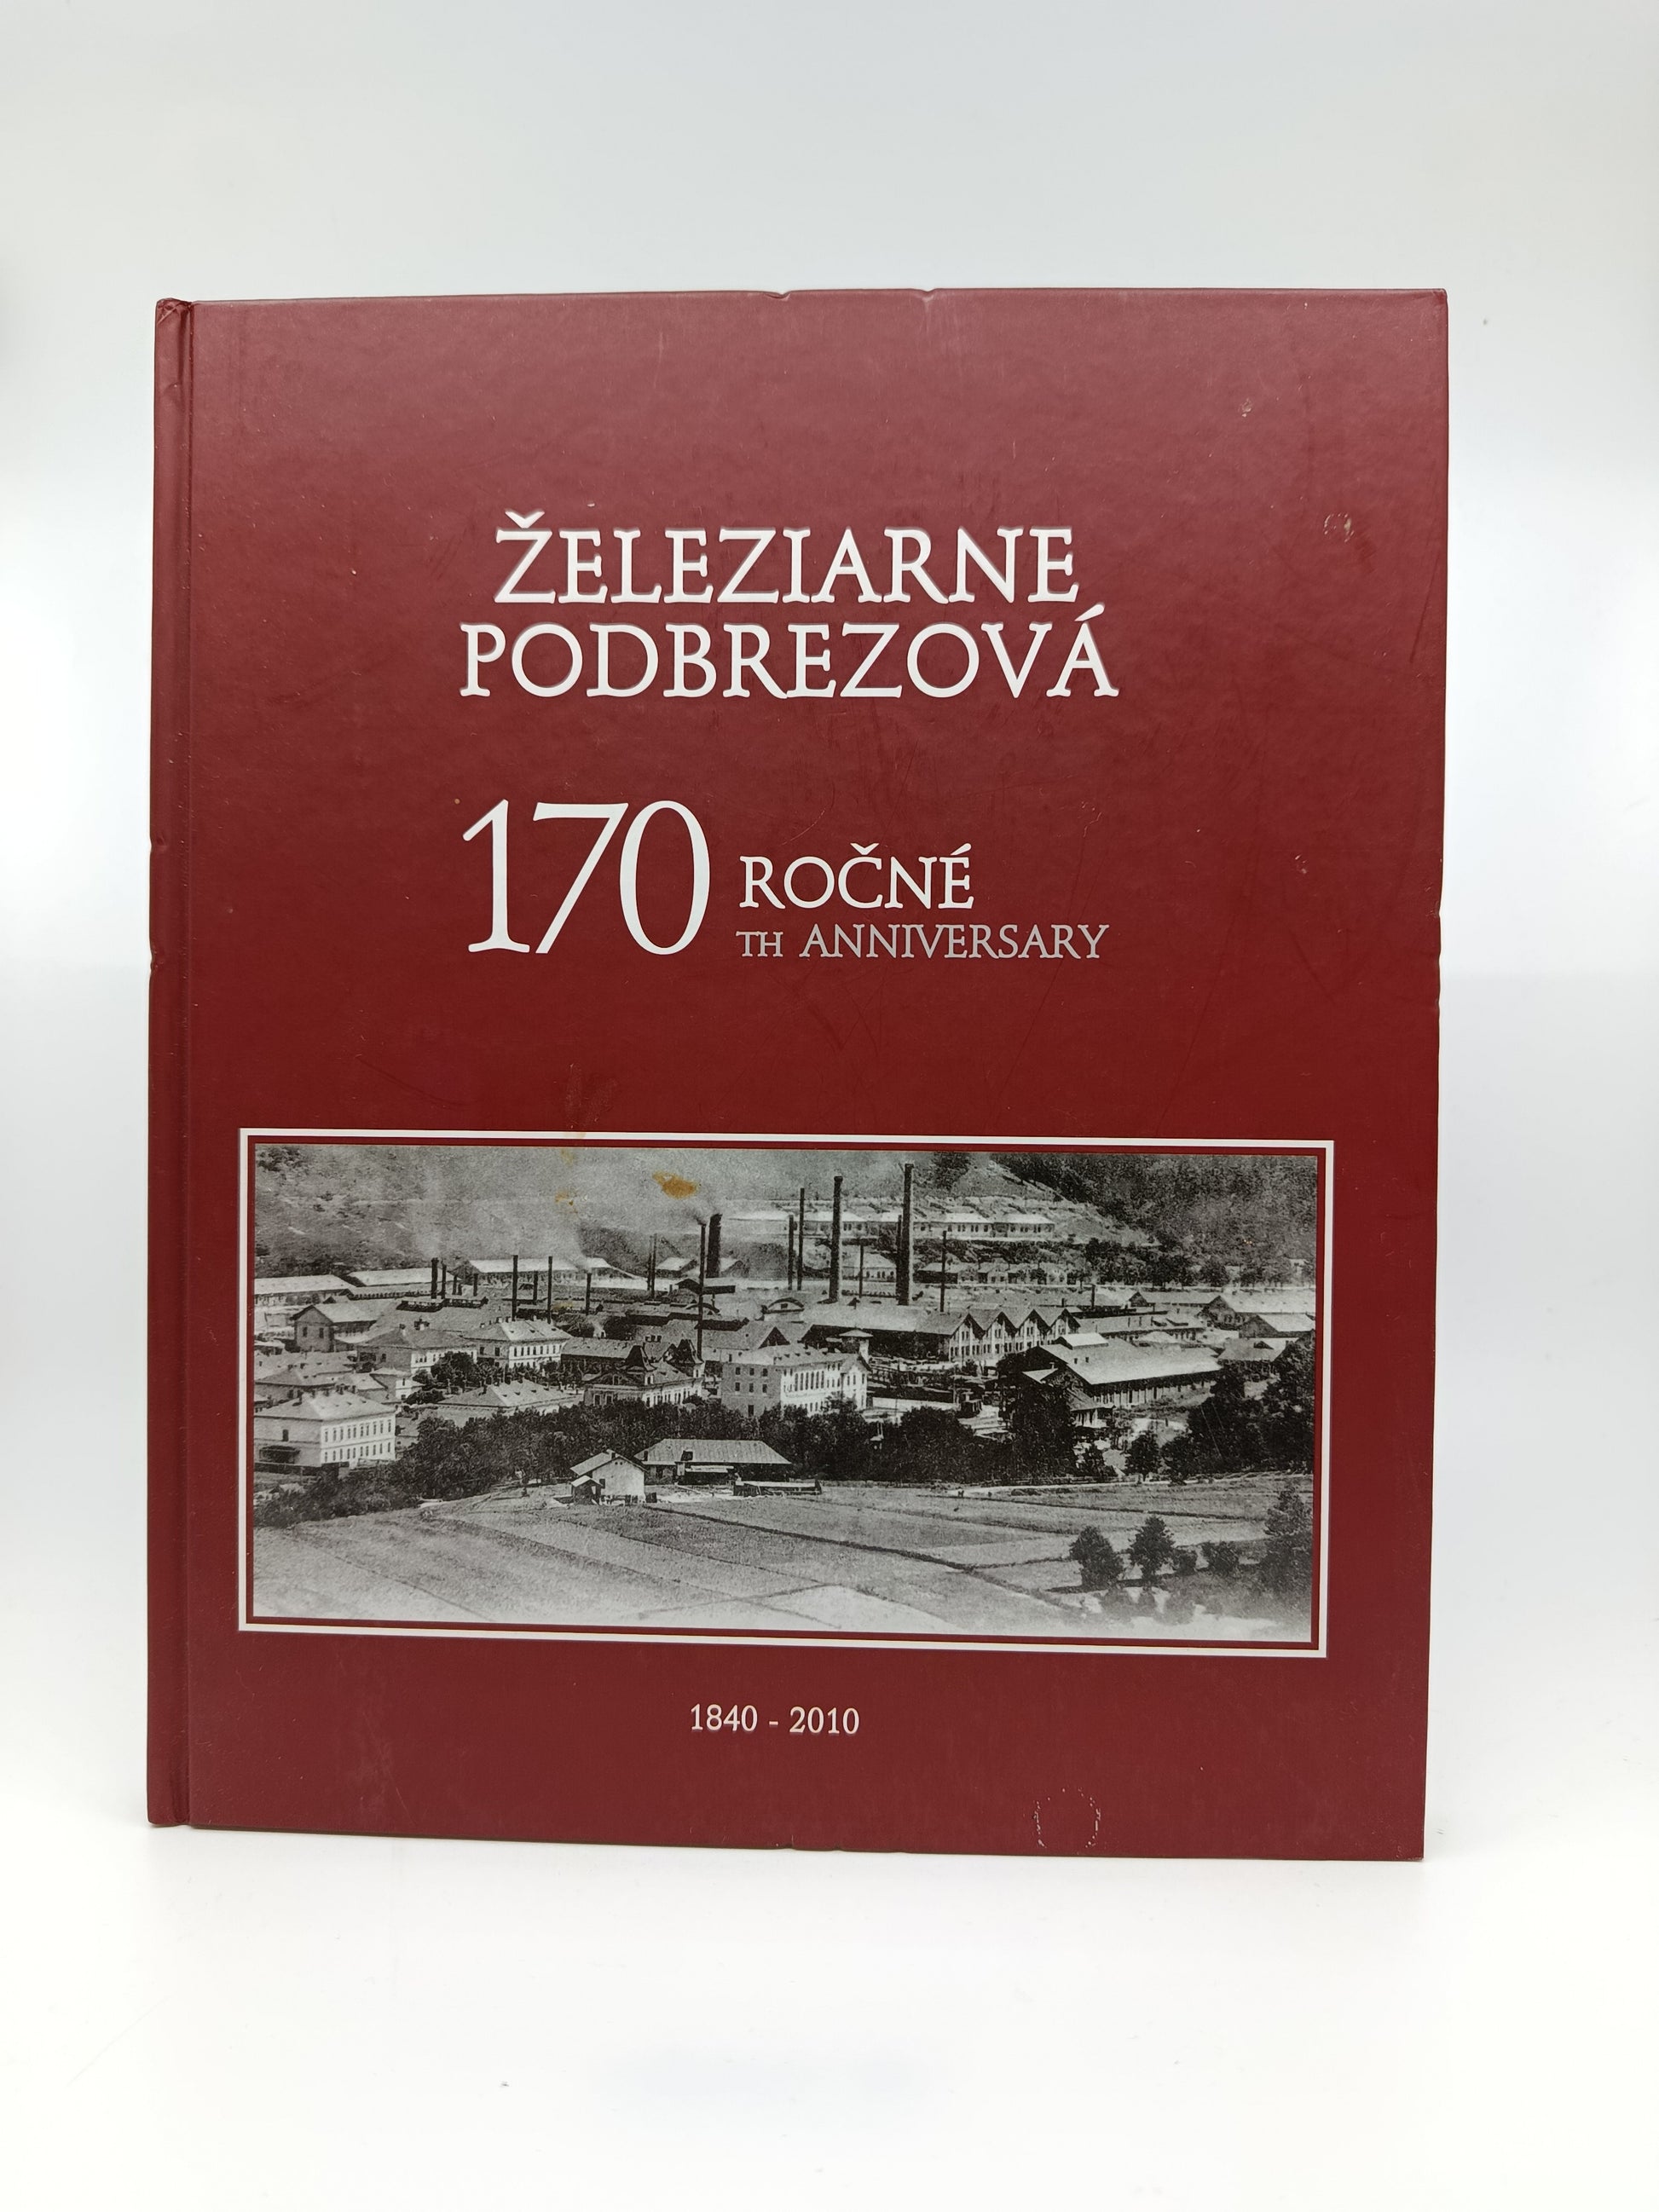 ŽELEZIARNE
PODBREZOVÁ
170 ROČNÉ
TH ANNIVERSARY
1840 - 2010